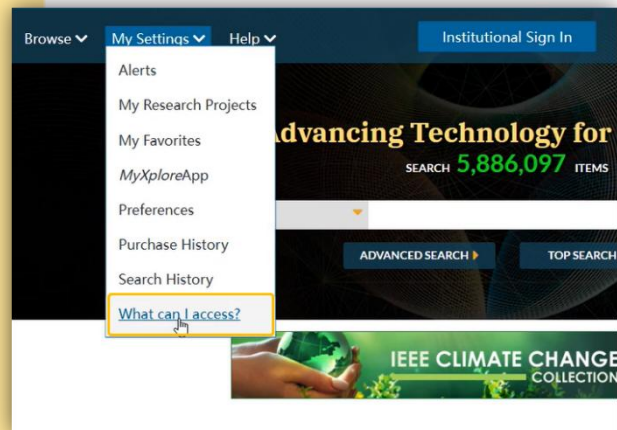 Browse My Settings Help Institutional Sign In
Alerts
My Research Projects
My Favorites
MyXploreApp
Preferences
Purchase History
Search History
What can I access?
Advancing Technology for
SEARCH 5,886,097 ITEMS
ADVANCED SEARCH TOP SEARCH
IEEE CLIMATE CHANGE
COLLECTION